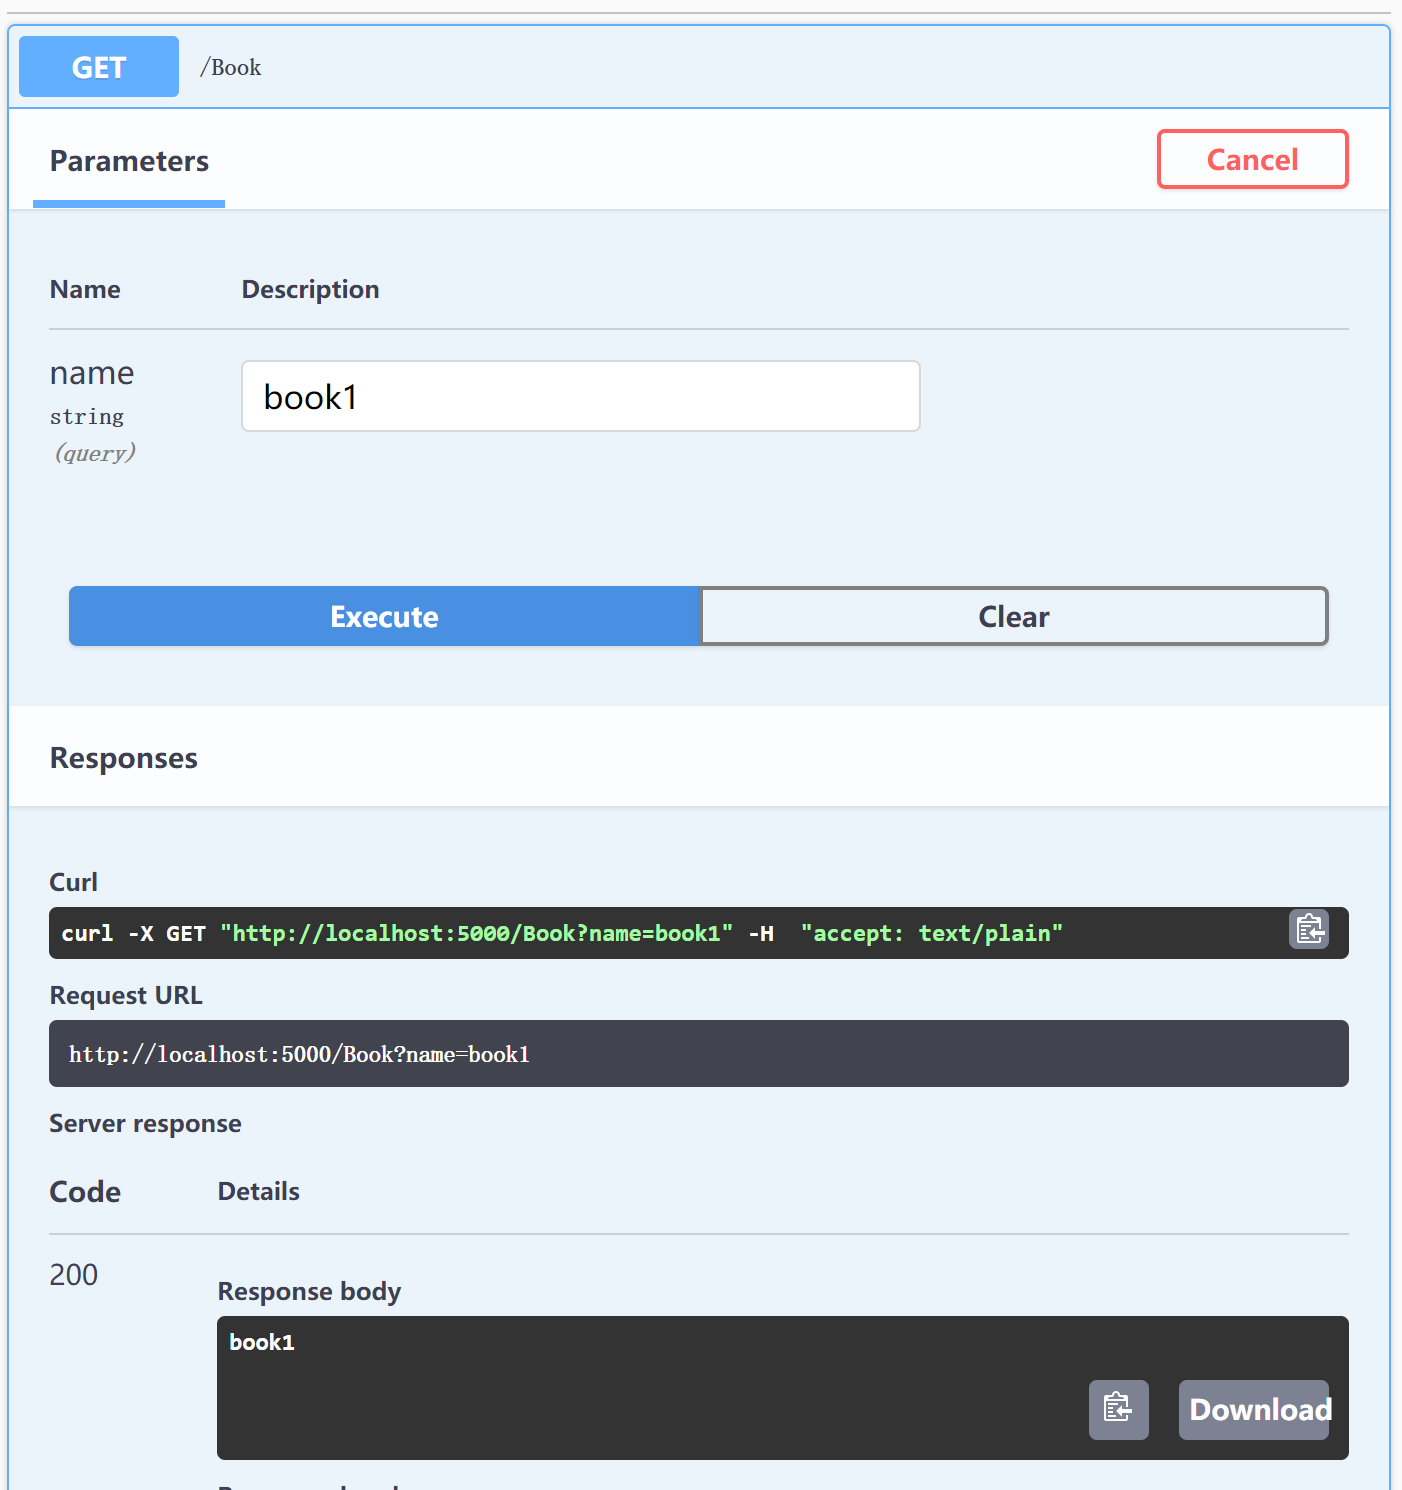 GET /Book
Parameters
Cancel
Name Description
name
string
(query)
book1
Execute Clear
Responses
Curl
curl -X GET "http://localhost:5000/Book?name=book1" -H  "accept: text/plain"
Request URL
http://localhost:5000/Book?name=book1
Server response
Code Details
200
Response body
book1
Download